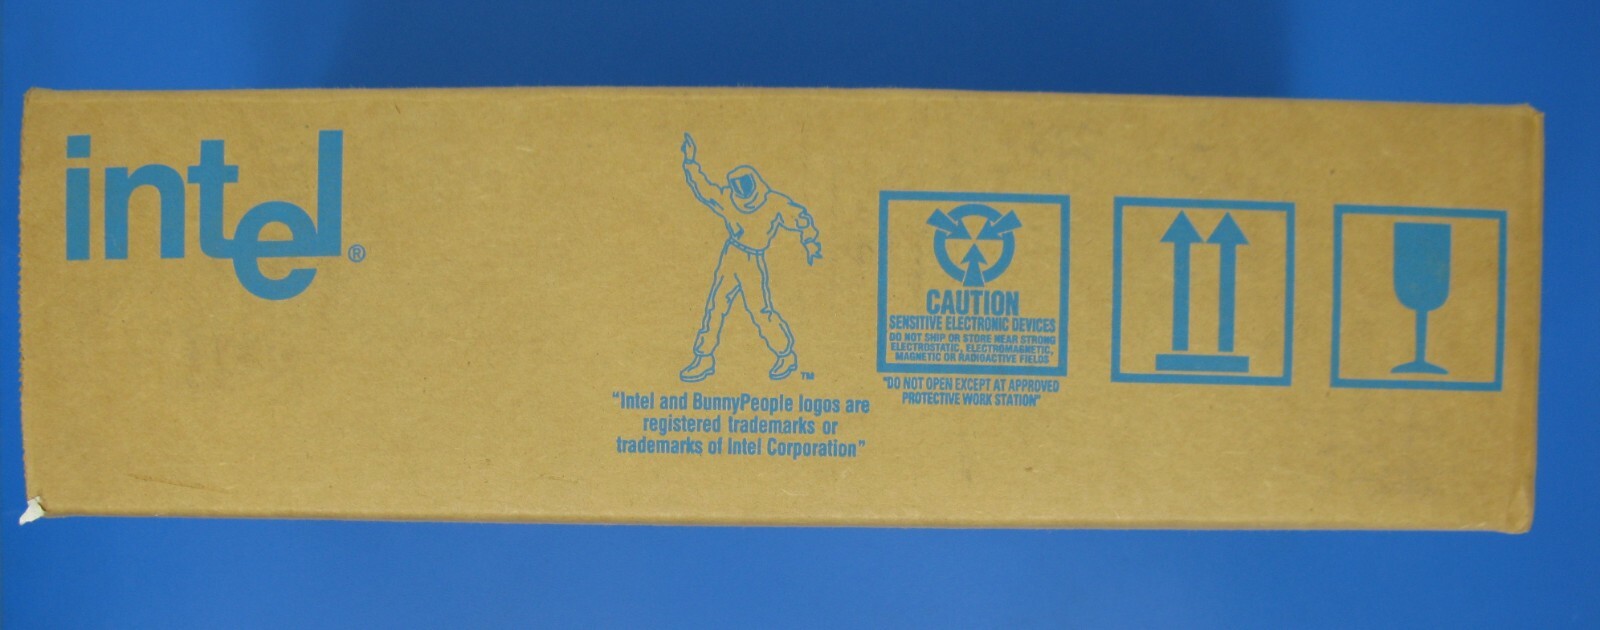 intel®
TM
"Intel and BunnyPeople logos are
registered trademarks or
trademarks of Intel Corporation"
CAUTION
SENSITIVE ELECTRONIC DEVICES
DO NOT SHIP OR STORE NEAR STRONG
ELECTROSTATIC, ELECTROMAGNETIC,
MAGNETIC OR RADIOACTIVE FIELDS
"DO NOT OPEN EXCEPT AT APPROVED
PROTECTIVE WORK STATION"